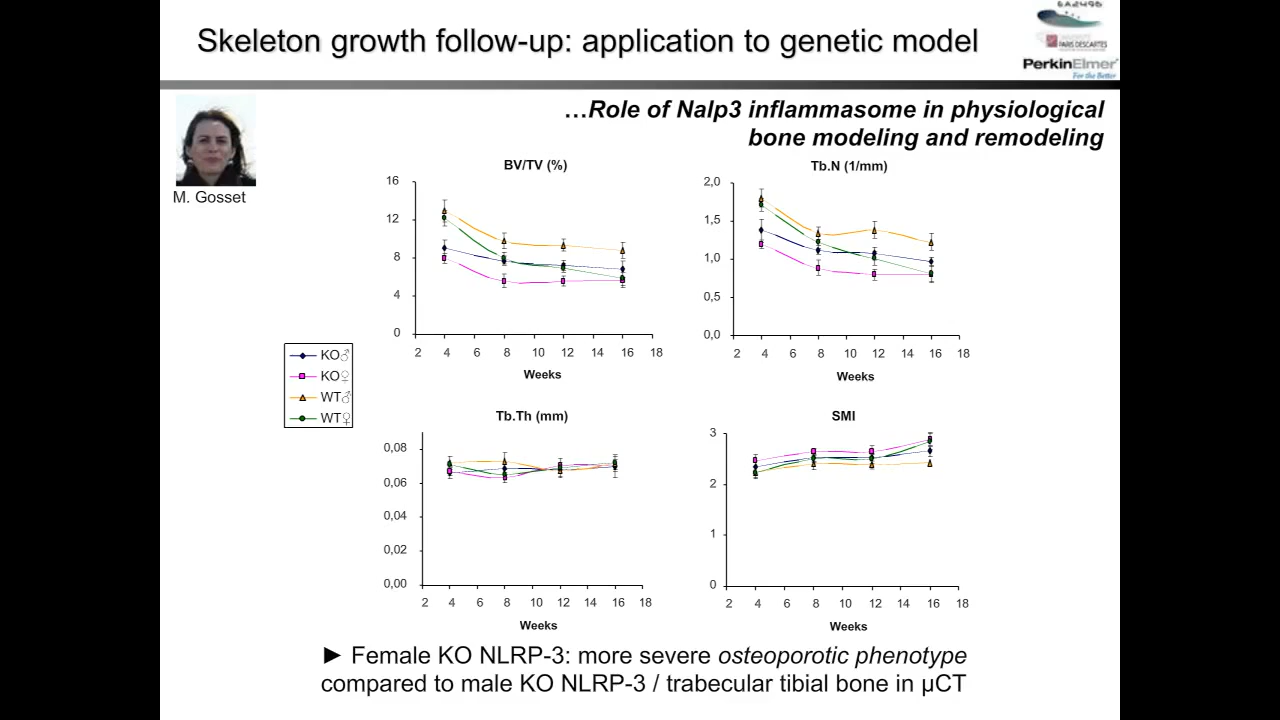 Skeleton growth follow-up: application to genetic model
EA2496
UNIVERSITÉ
PARIS DESCARTES
PerkinElmer
For the Better
…Role of Nalp3 inflammasome in physiological
bone modeling and remodeling
M. Gosset
BV/TV (%)
16
12
8
4
0
2 4 6 8 10 12 14 16 18
Weeks
Tb.N (1/mm)
2,0
1,5
1,0
0,5
0,0
2 4 6 8 10 12 14 16 18
Weeks
KO♂
KO♀
WT♂
WT♀
Tb.Th (mm)
0,08
0,06
0,04
0,02
0,00
2 4 6 8 10 12 14 16 18
Weeks
SMI
3
2
1
0
2 4 6 8 10 12 14 16 18
Weeks
► Female KO NLRP-3: more severe osteoporotic phenotype
compared to male KO NLRP-3 / trabecular tibial bone in µCT